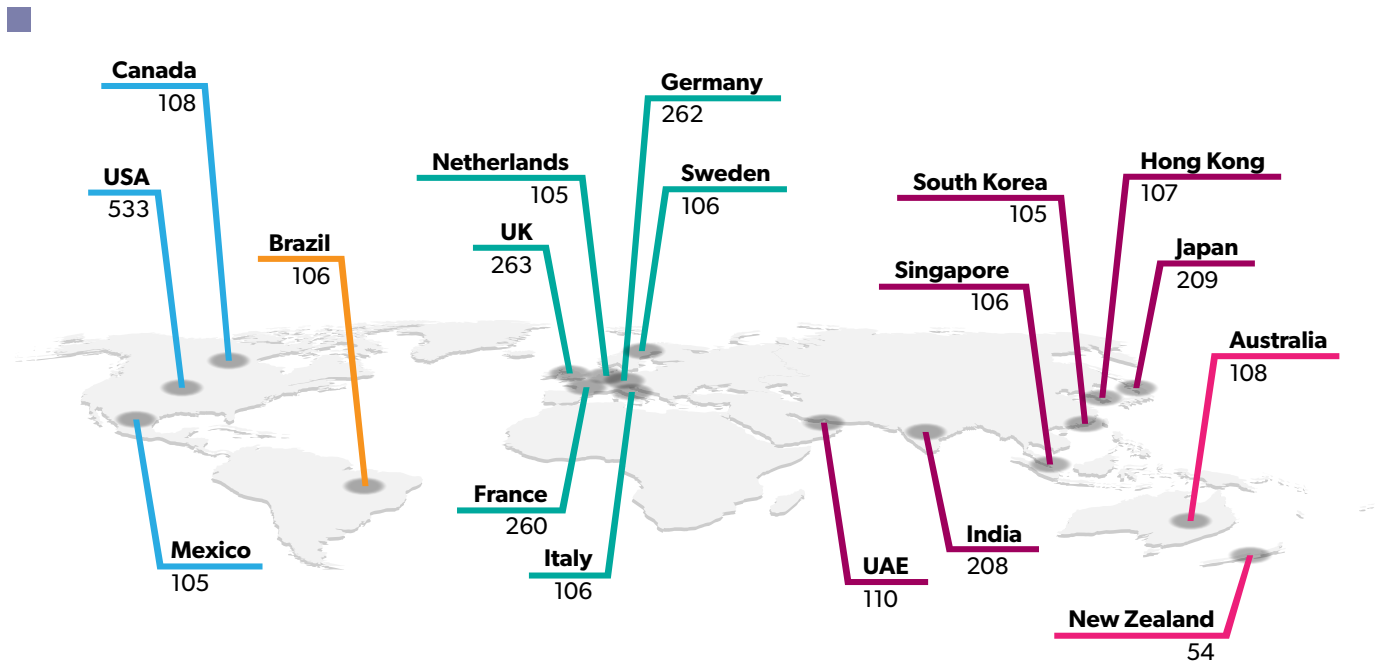 Canada
108
USA
533
Brazil
106
Mexico
105
Germany
262
Netherlands
105
Sweden
106
UK
263
France
260
Italy
106
Hong Kong
107
South Korea
105
Japan
209
Singapore
106
Australia
108
India
208
UAE
110
New Zealand
54